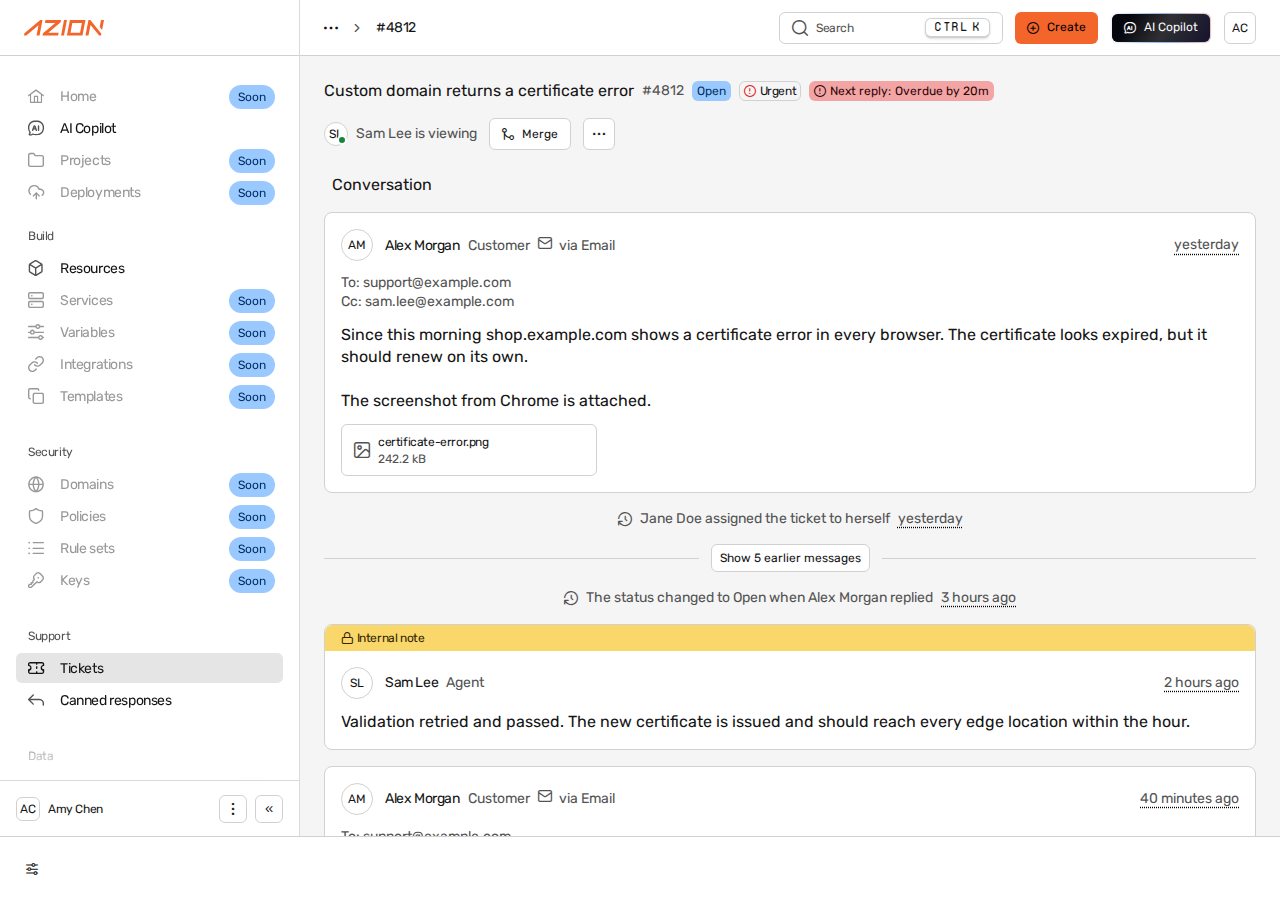 AZION
#4812
Search
CTRL K
Create
AI Copilot
AC
Home
Soon
AI Copilot
Projects
Soon
Deployments
Soon
Build
Resources
Services
Soon
Variables
Soon
Integrations
Soon
Templates
Soon
Security
Domains
Soon
Policies
Soon
Rule sets
Soon
Keys
Soon
Support
Tickets
Canned responses
Data
AC
Amy Chen
Custom domain returns a certificate error #4812 Open Urgent Next reply: Overdue by 20m
Sam Lee is viewing
Merge
Conversation
AM Alex Morgan Customer via Email yesterday
To: support@example.com
Cc: sam.lee@example.com
Since this morning shop.example.com shows a certificate error in every browser. The certificate looks expired, but it
should renew on its own.
The screenshot from Chrome is attached.
certificate-error.png
242.2 kB
Jane Doe assigned the ticket to herself yesterday
Show 5 earlier messages
The status changed to Open when Alex Morgan replied 3 hours ago
Internal note
SL Sam Lee Agent 2 hours ago
Validation retried and passed. The new certificate is issued and should reach every edge location within the hour.
AM Alex Morgan Customer via Email 40 minutes ago
To: support@example.com